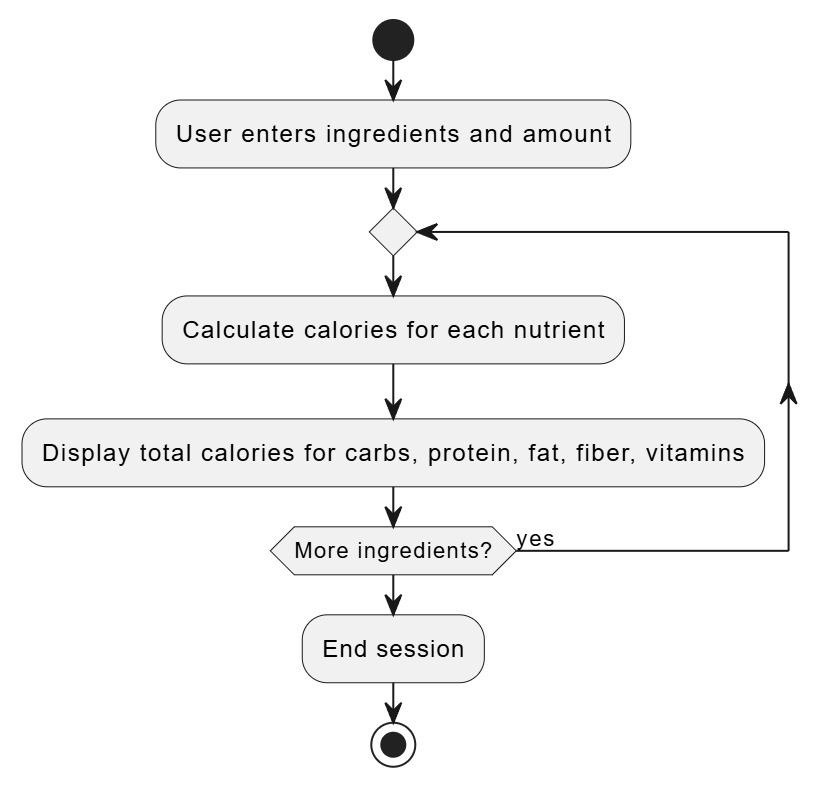 User enters ingredients and amount
Calculate calories for each nutrient
Display total calories for carbs, protein, fat, fiber, vitamins
More ingredients?
yes
End session